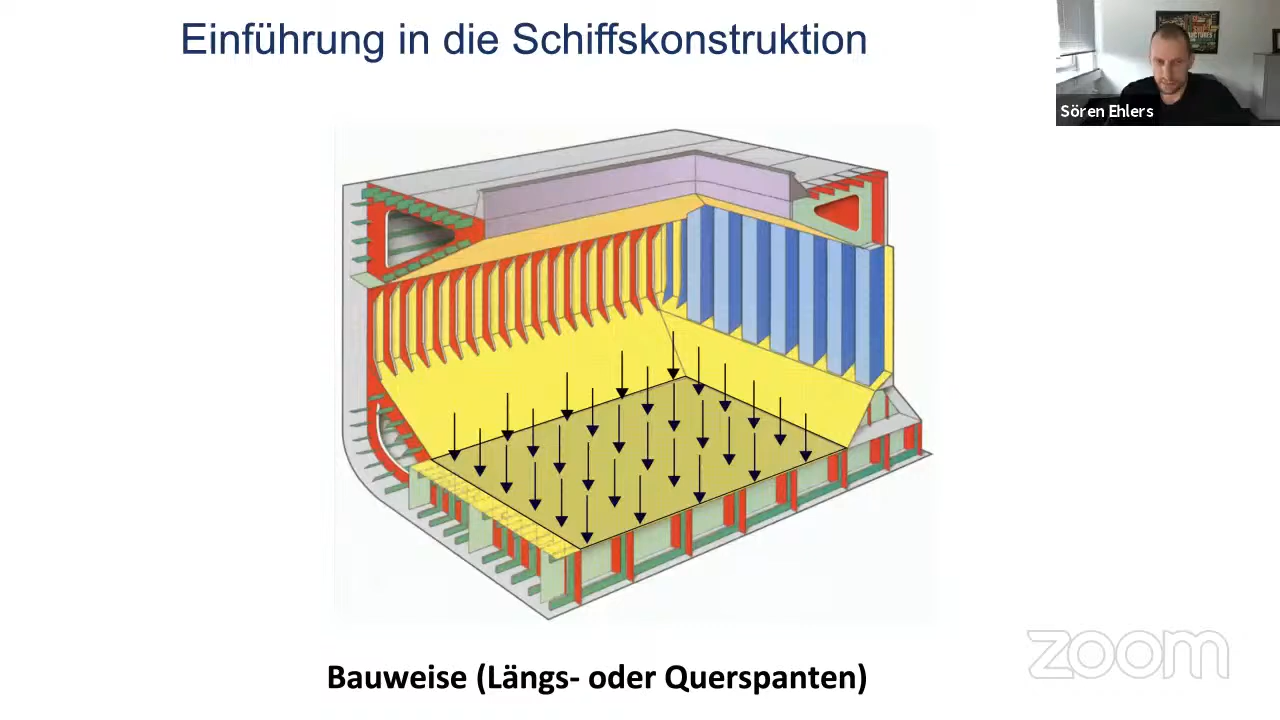 Einführung in die Schiffskonstruktion
Sören Ehlers
Bauweise (Längs- oder Querspanten)
zoom